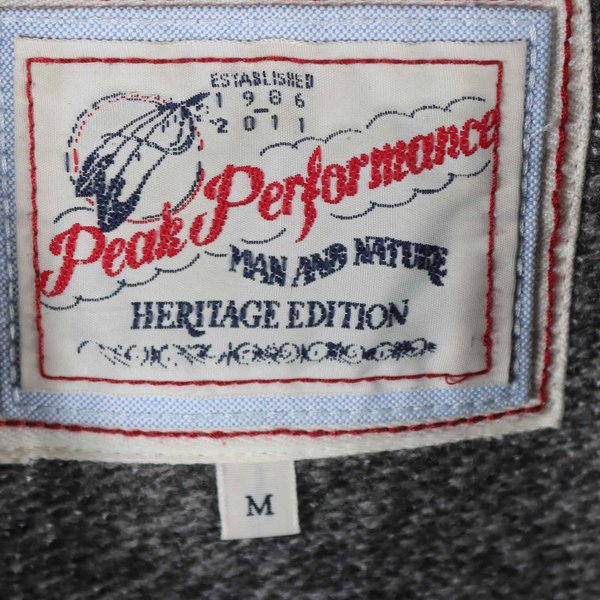 ESTABLISHED
1986
-
2011
Peak Performance
MAN AND NATURE
HERITAGE EDITION
M